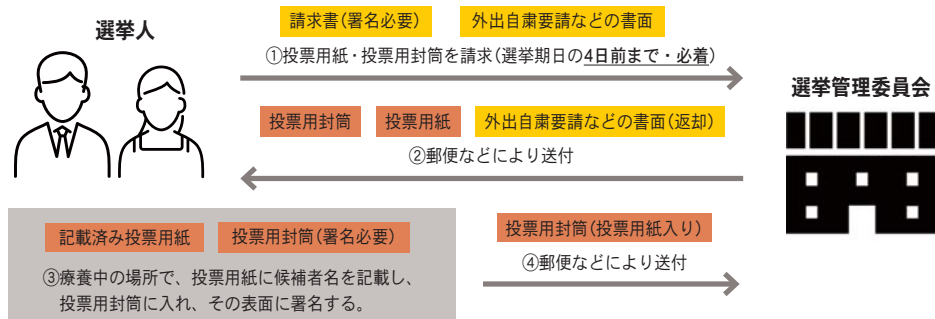 選挙人
請求書(署名必要)
外出自粛要請などの書面
①投票用紙・投票用封筒を請求(選挙期日の4日前まで・必着)
選挙管理委員会
投票用封筒
投票用紙
外出自粛要請などの書面(返却)
②郵便などにより送付
記載済み投票用紙
投票用封筒(署名必要)
③療養中の場所で、投票用紙に候補者名を記載し、
投票用封筒に入れ、その表面に署名する。
投票用封筒(投票用紙入り)
④郵便などにより送付